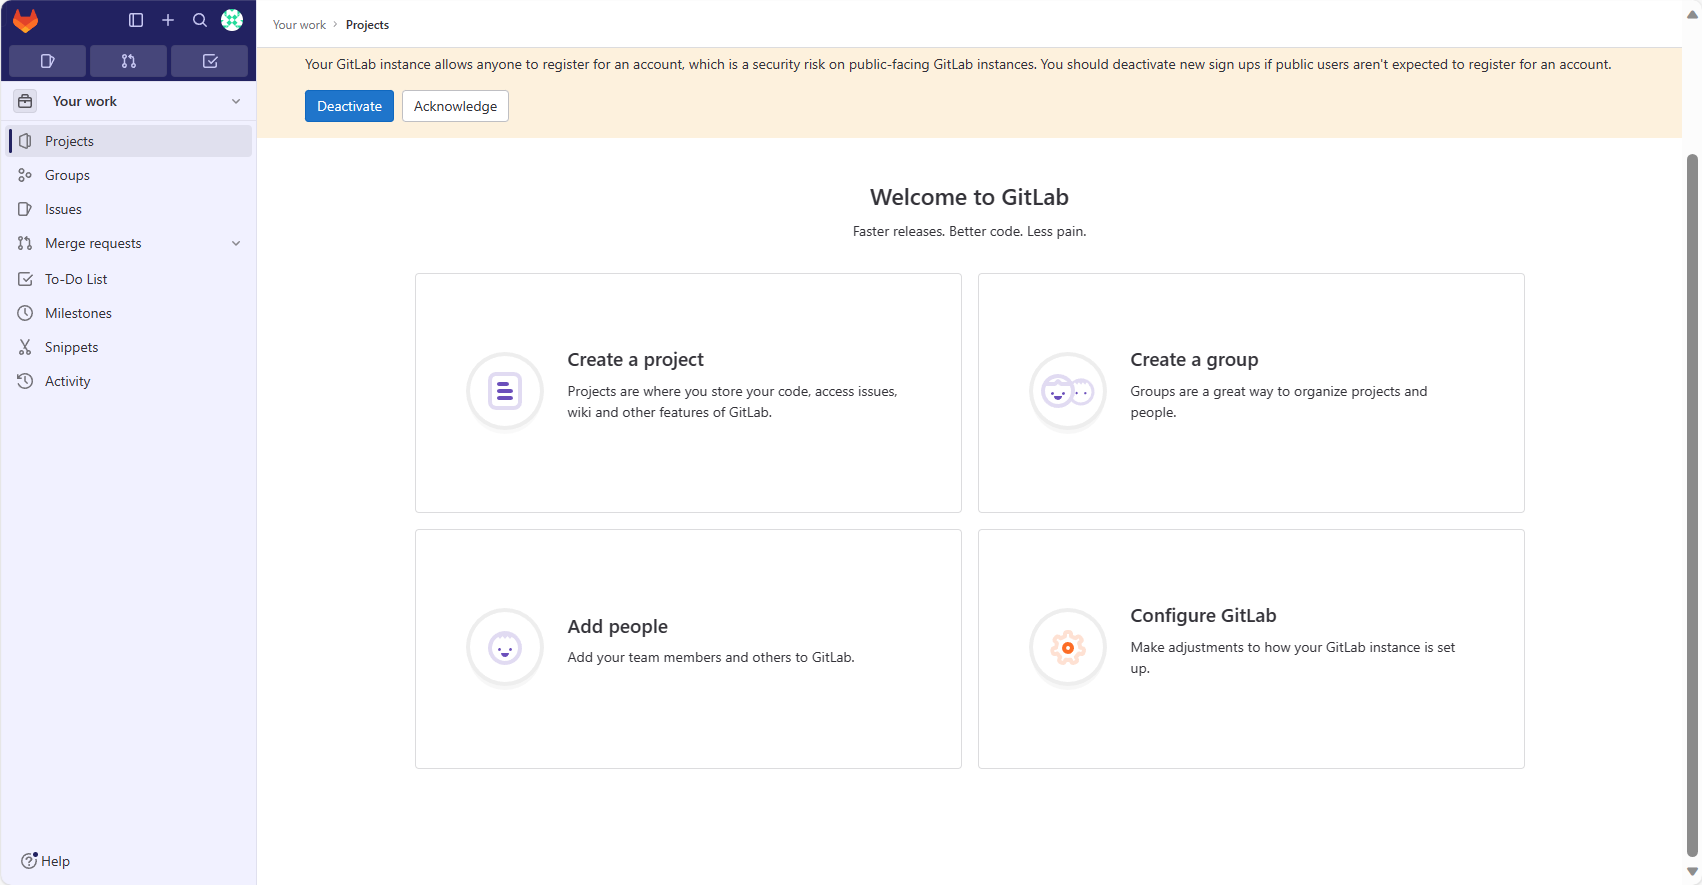 Your work › Projects
Your GitLab instance allows anyone to register for an account, which is a security risk on public-facing GitLab instances. You should deactivate new sign ups if public users aren't expected to register for an account.
Deactivate Acknowledge
Your work
Projects
Groups
Issues
Merge requests
To-Do List
Milestones
Snippets
Activity
Help
Welcome to GitLab
Faster releases. Better code. Less pain.
Create a project
Projects are where you store your code, access issues,
wiki and other features of GitLab.
Create a group
Groups are a great way to organize projects and
people.
Add people
Add your team members and others to GitLab.
Configure GitLab
Make adjustments to how your GitLab instance is set
up.